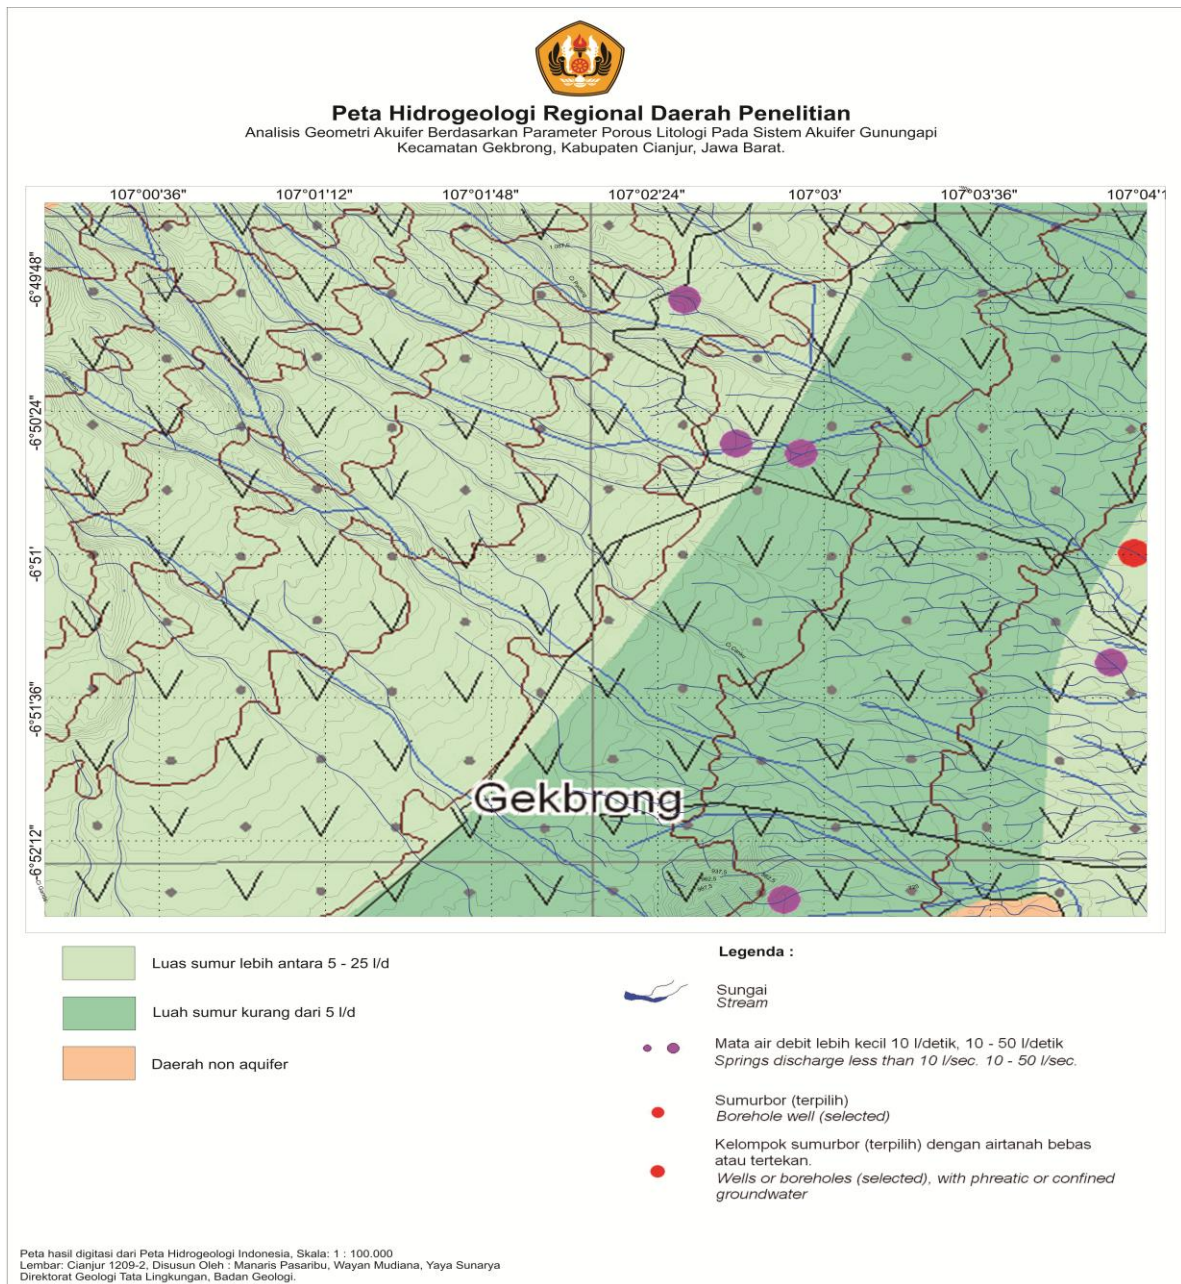 Peta Hidrogeologi Regional Daerah Penelitian
Analisis Geometri Akuifer Berdasarkan Parameter Porous Litologi Pada Sistem Akuifer Gunungapi
Kecamatan Gekbrong, Kabupaten Cianjur, Jawa Barat.
107°00'36" 107°01'12" 107°01'48" 107°02'24" 107°03' 107°03'36" 107°04'1
-6°49'48"
-6°50'24"
-6°51'
-6°51'36"
-6°52'12"
Gekbrong
937,5
Luas sumur lebih antara 5 - 25 l/d
Luah sumur kurang dari 5 l/d
Daerah non aquifer
Legenda :
Sungai
Stream
Mata air debit lebih kecil 10 l/detik, 10 - 50 l/detik
Springs discharge less than 10 l/sec. 10 - 50 l/sec.
Sumurbor (terpilih)
Borehole well (selected)
Kelompok sumurbor (terpilih) dengan airtanah bebas
atau tertekan.
Wells or boreholes (selected), with phreatic or confined
groundwater
Peta hasil digitasi dari Peta Hidrogeologi Indonesia, Skala: 1 : 100.000
Lembar: Cianjur 1209-2, Disusun Oleh : Manaris Pasaribu, Wayan Mudiana, Yaya Sunarya
Direktorat Geologi Tata Lingkungan, Badan Geologi.